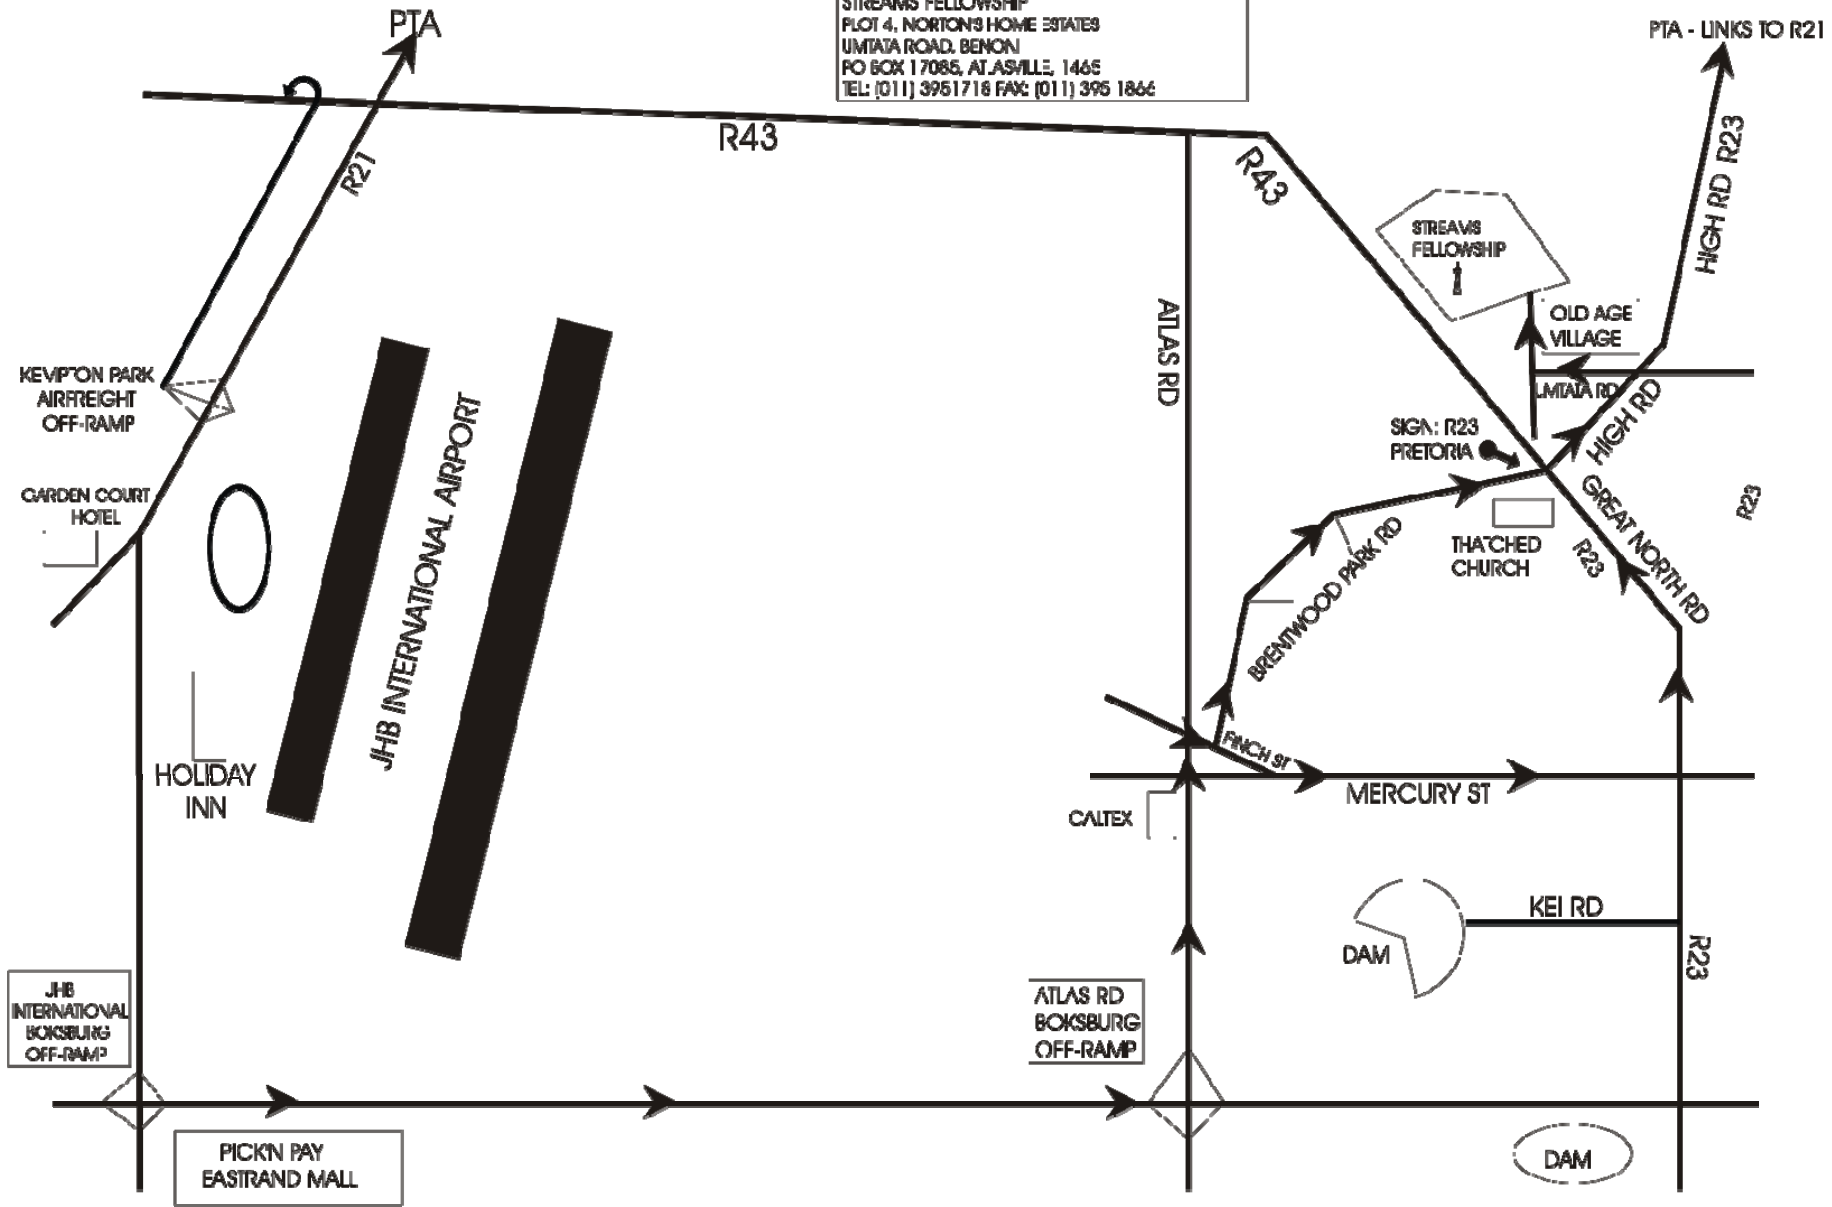 STREAMS FELLOWSHIP
PLOT 4, NORTON'S HOME ESTATES
UMTATA ROAD, BENONI
PO BOX 17085, ATLASVILLE, 1465
TEL: (011) 3951718 FAX: (011) 395 1866
PTA
PTA - LINKS TO R21
R43
R21
R43
HIGH RD R23
STREAMS
FELLOWSHIP
OLD AGE
VILLAGE
UMTATA RD
HIGH RD
ATLAS RD
KEMPTON PARK
AIRFREIGHT
OFF-RAMP
SIGN: R23
PRETORIA
GARDEN COURT
HOTEL
JHB INTERNATIONAL AIRPORT
GREAT NORTH RD
R23
R23
THATCHED
CHURCH
BRENTWOOD PARK RD
FINCH ST
MERCURY ST
HOLIDAY
INN
CALTEX
KEI RD
DAM
R23
JHB
INTERNATIONAL
BOKSBURG
OFF-RAMP
ATLAS RD
BOKSBURG
OFF-RAMP
PICK'N PAY
EASTRAND MALL
DAM